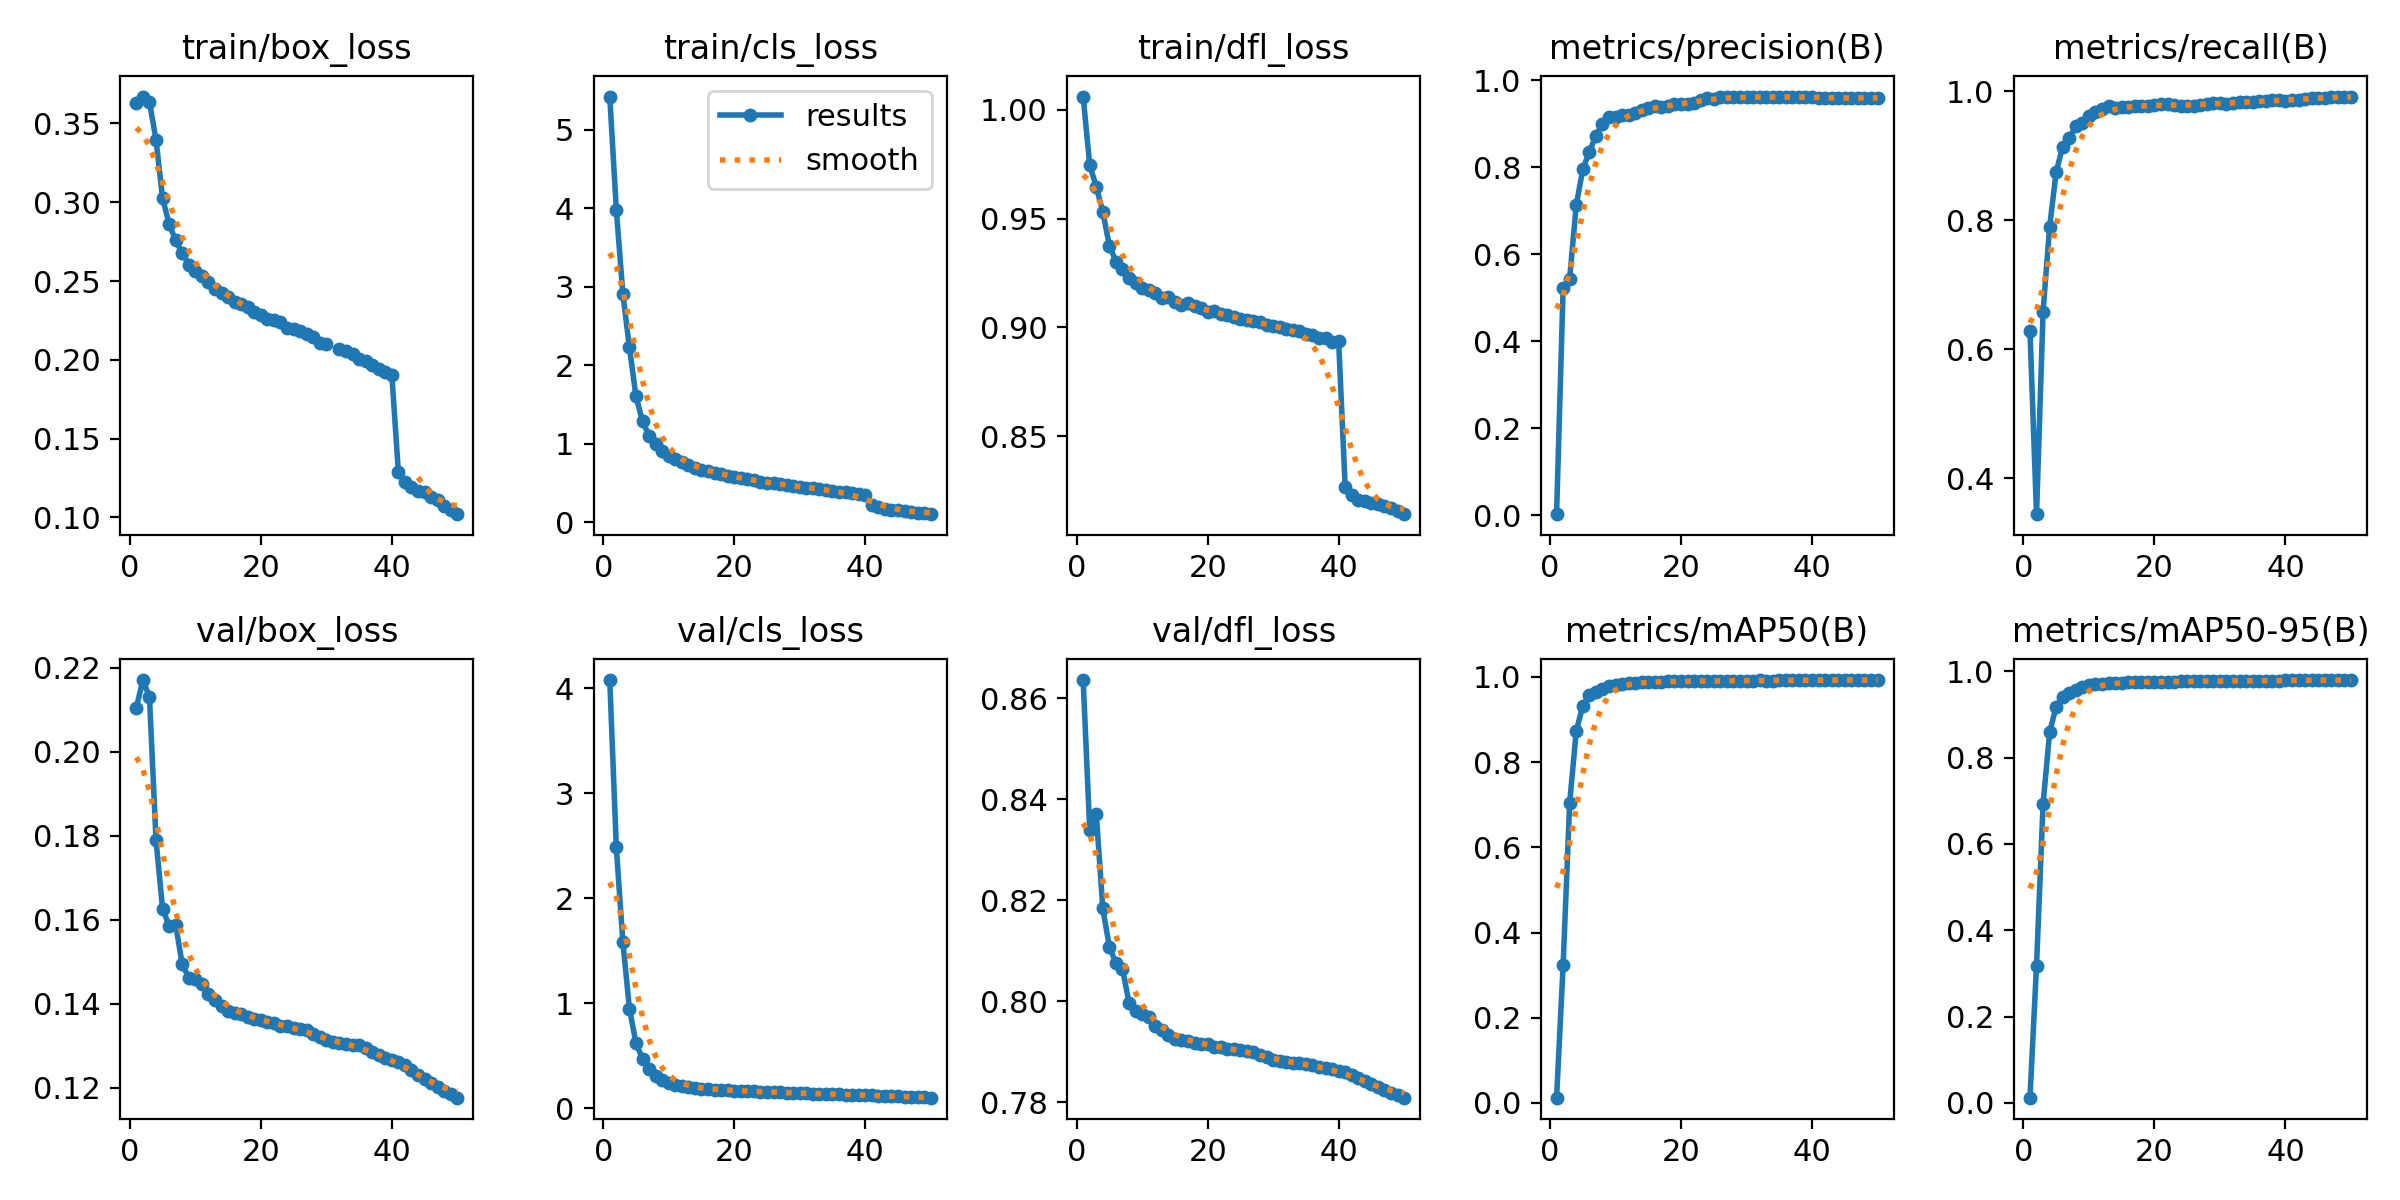 train/box_loss
train/cls_loss
train/dfl_loss
metrics/precision(B)
metrics/recall(B)
0.35
0.30
0.25
0.20
0.15
0.10
0 20 40
5
4
3
2
1
0
results
smooth
0 20 40
1.00
0.95
0.90
0.85
0 20 40
1.0
0.8
0.6
0.4
0.2
0.0
0 20 40
1.0
0.8
0.6
0.4
0 20 40
val/box_loss
val/cls_loss
val/dfl_loss
metrics/mAP50(B)
metrics/mAP50-95(B)
0.22
0.20
0.18
0.16
0.14
0.12
0 20 40
4
3
2
1
0
0 20 40
0.86
0.84
0.82
0.80
0.78
0 20 40
1.0
0.8
0.6
0.4
0.2
0.0
0 20 40
1.0
0.8
0.6
0.4
0.2
0.0
0 20 40